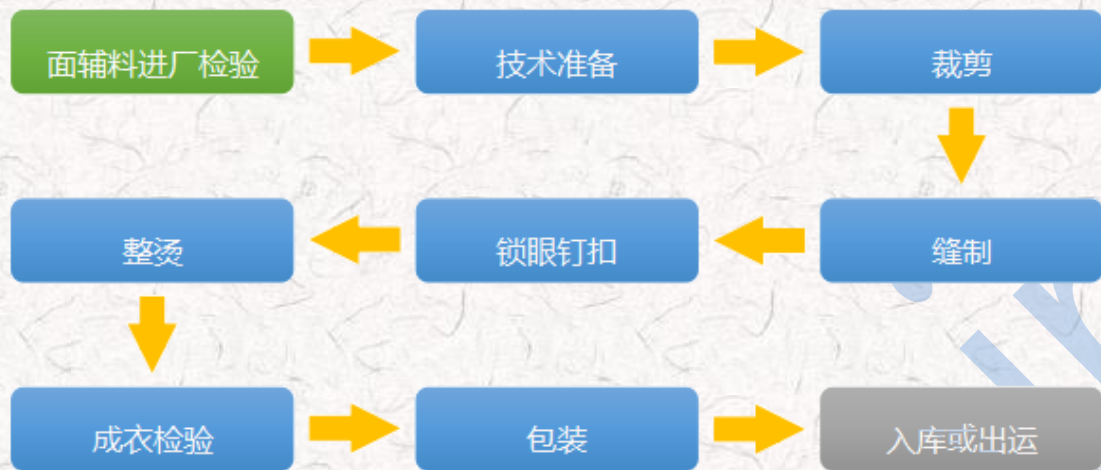 面辅料进厂检验
技术准备
裁剪
缝制
锁眼钉扣
整烫
成衣检验
包装
入库或出运